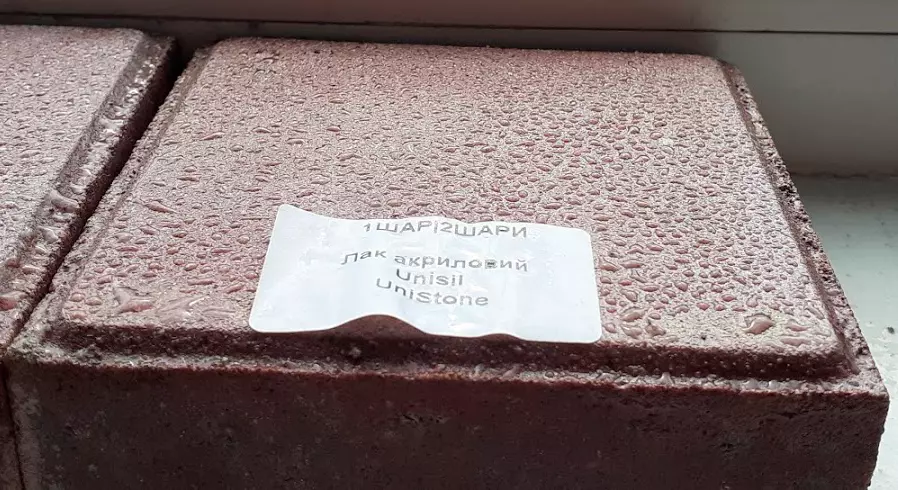 1ШАР|2ШАРИ
Лак акриловий
Unisil
UniStone